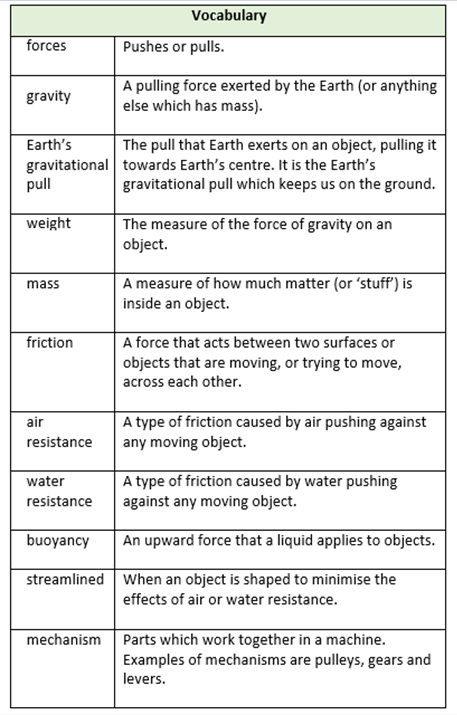 Vocabulary
forces
Pushes or pulls.
gravity
A pulling force exerted by the Earth (or anything
else which has mass).
Earth's
gravitational
pull
The pull that Earth exerts on an object, pulling it
towards Earth's centre. It is the Earth's
gravitational pull which keeps us on the ground.
weight
The measure of the force of gravity on an
object.
mass
A measure of how much matter (or 'stuff') is
inside an object.
friction
A force that acts between two surfaces or
objects that are moving, or trying to move,
across each other.
air
resistance
A type of friction caused by air pushing against
any moving object.
water
resistance
A type of friction caused by water pushing
against any moving object.
buoyancy
An upward force that a liquid applies to objects.
streamlined
When an object is shaped to minimise the
effects of air or water resistance.
mechanism
Parts which work together in a machine.
Examples of mechanisms are pulleys, gears and
levers.